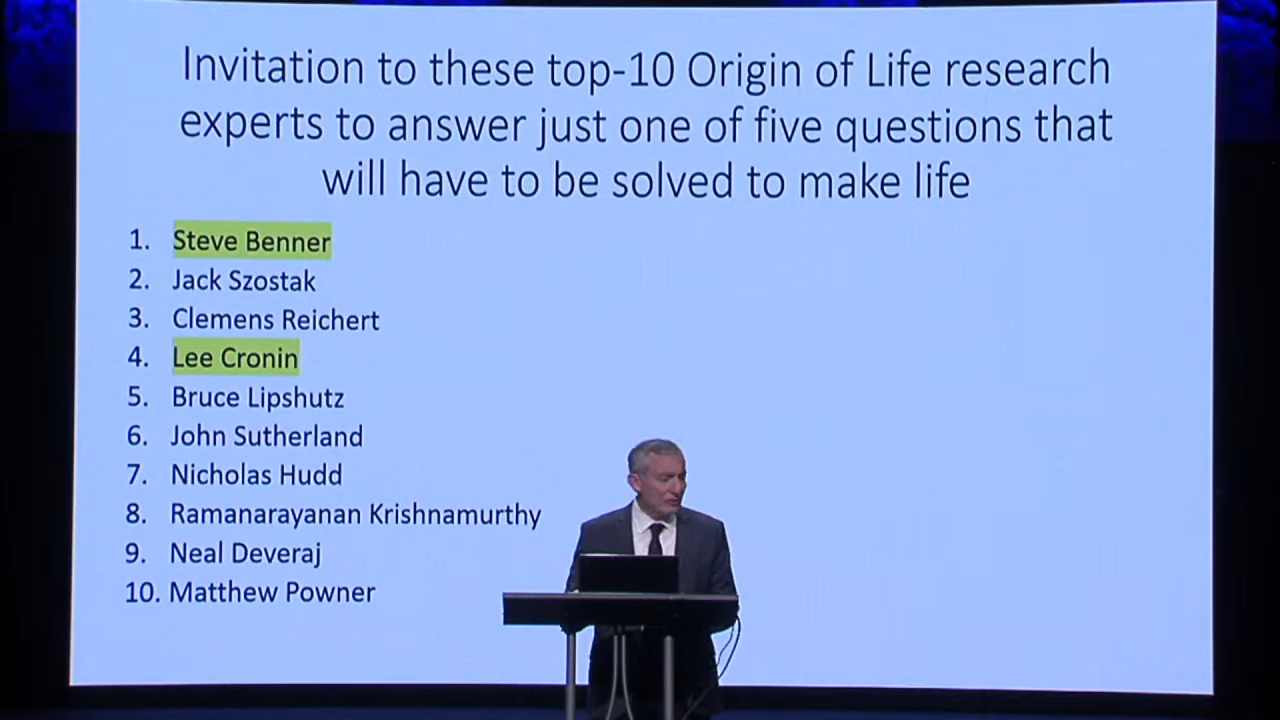 Invitation to these top-10 Origin of Life research
experts to answer just one of five questions that
will have to be solved to make life
1. Steve Benner
2. Jack Szostak
3. Clemens Reichert
4. Lee Cronin
5. Bruce Lipshutz
6. John Sutherland
7. Nicholas Hudd
8. Ramanarayanan Krishnamurthy
9. Neal Deveraj
10. Matthew Powner